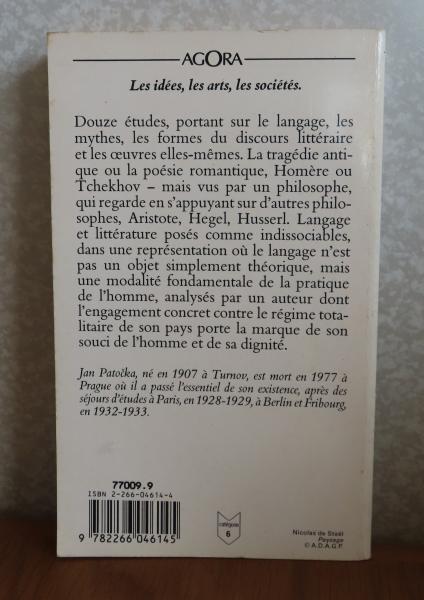 AGORA
Les idées, les arts, les sociétés.
Douze études, portant sur le langage, les
mythes, les formes du discours littéraire
et les œuvres elles-mêmes. La tragédie anti-
que ou la poésie romantique, Homère ou
Tchekhov – mais vus par un philosophe,
qui regarde en s'appuyant sur d'autres philo-
sophes, Aristote, Hegel, Husserl. Langage
et littérature posés comme indissociables,
dans une représentation où le langage n'est
pas un objet simplement théorique, mais
une modalité fondamentale de la pratique
de l'homme, analysés par un auteur dont
l'engagement concret contre le régime tota-
litaire de son pays porte la marque de son
souci de l'homme et de sa dignité.
Jan Patočka, né en 1907 à Turnov, est mort en 1977 à
Prague où il a passé l'essentiel de son existence, après des
séjours d'études à Paris, en 1928-1929, à Berlin et Fribourg,
en 1932-1933.
77009.9
ISBN 2-266-04614-4
9 782266 046145
catégorie
6
Nicolas de Staël
Paysage
© A.D.A.G.P.